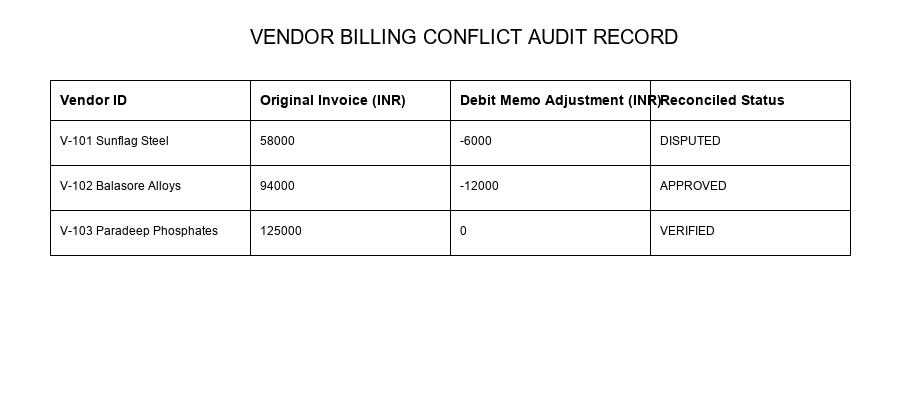 VENDOR BILLING CONFLICT AUDIT RECORD
Vendor ID Original Invoice (INR) Debit Memo Adjustment (INR) Reconciled Status
V-101 Sunflag Steel 58000 -6000 DISPUTED
V-102 Balasore Alloys 94000 -12000 APPROVED
V-103 Paradeep Phosphates 125000 0 VERIFIED